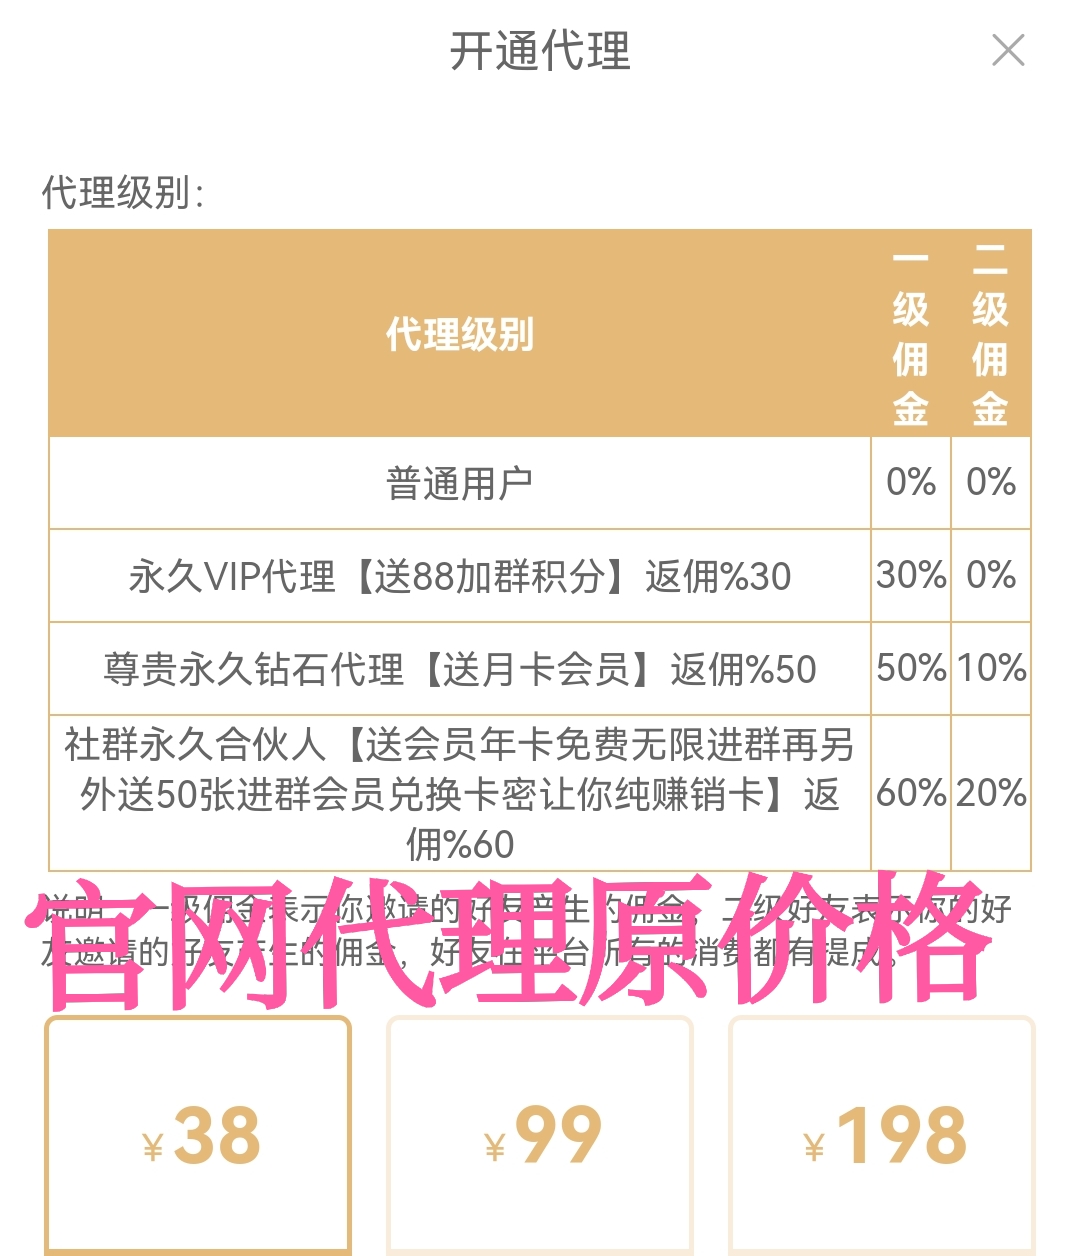 开通代理
代理级别：
代理级别
一级佣金
二级佣金
普通用户
0%
0%
永久VIP代理【送88加群积分】返佣%30
30%
0%
尊贵永久钻石代理【送月卡会员】返佣%50
50%
10%
社群永久合伙人【送会员年卡免费无限进群再另
外送50张进群会员兑换卡密让你纯赚销卡】返
佣%60
60%
20%
说明：一级佣金表示你邀请的好友产生的佣金，二级好友表示你的好
友邀请的好友产生的佣金，好友在平台所有的消费都有提成。
官网代理原价格
¥38
¥99
¥198